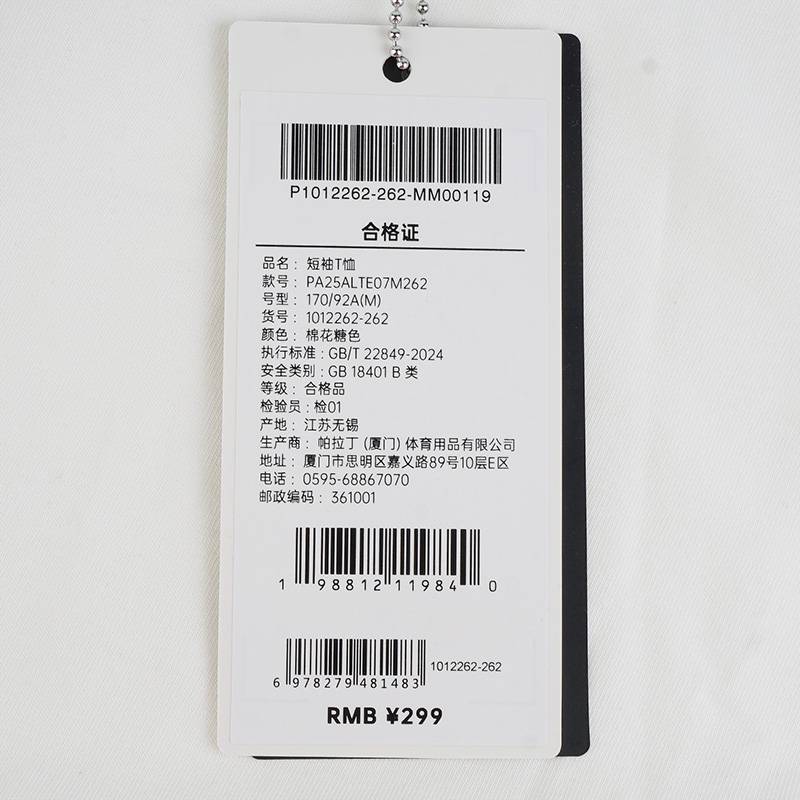 P1012262-262-MM00119
合格证
品名：短袖T恤
款号：PA25ALTE07M262
号型：170/92A(M)
货号：1012262-262
颜色：棉花糖色
执行标准：GB/T 22849-2024
安全类别：GB 18401 B 类
等级：合格品
检验员：检01
产地：江苏无锡
生产商：帕拉丁 (厦门) 体育用品有限公司
地址：厦门市思明区嘉义路89号10层E区
电话：0595-68867070
邮政编码：361001
1 98812 11984 0
6 978279 481483
1012262-262
RMB ¥299